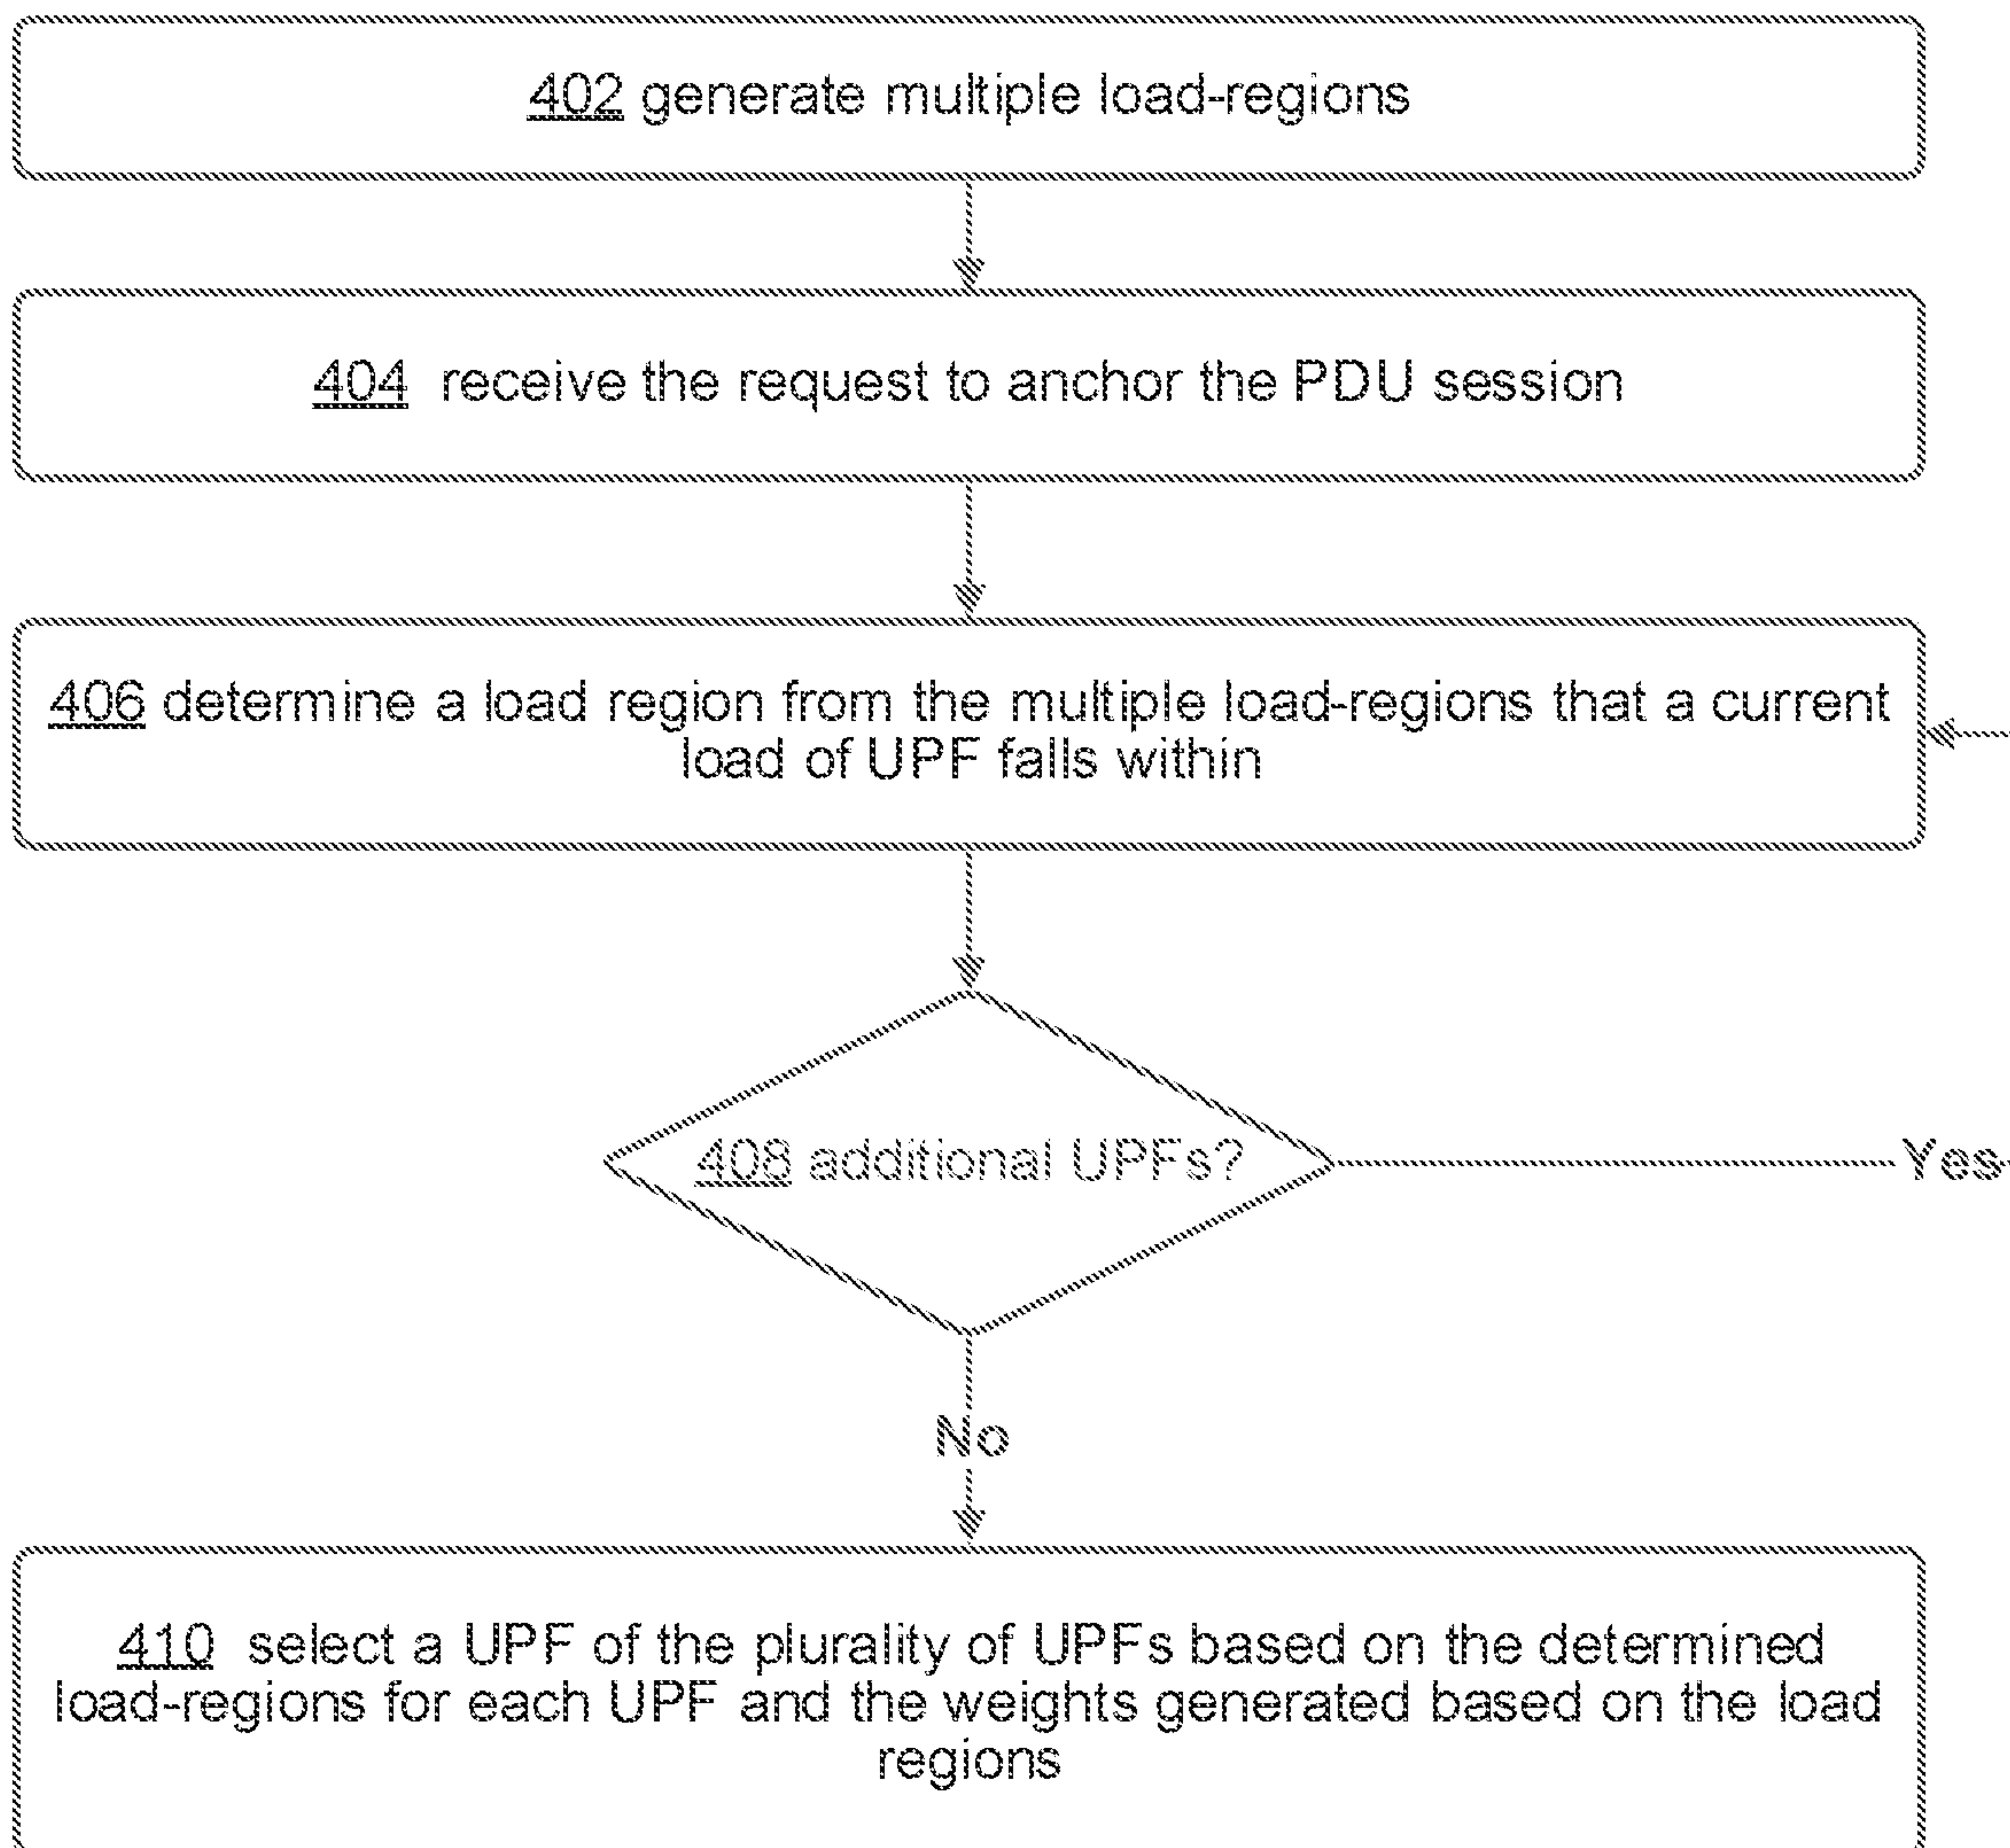 402 generate multiple load-regions
404 receive the request to anchor the PDU session
406 determine a load region from the multiple load-regions that a current
load of UPF falls within
408 additional UPFs?
Yes
No
410 select a UPF of the plurality of UPFs based on the determined
load-regions for each UPF and the weights generated based on the load
regions